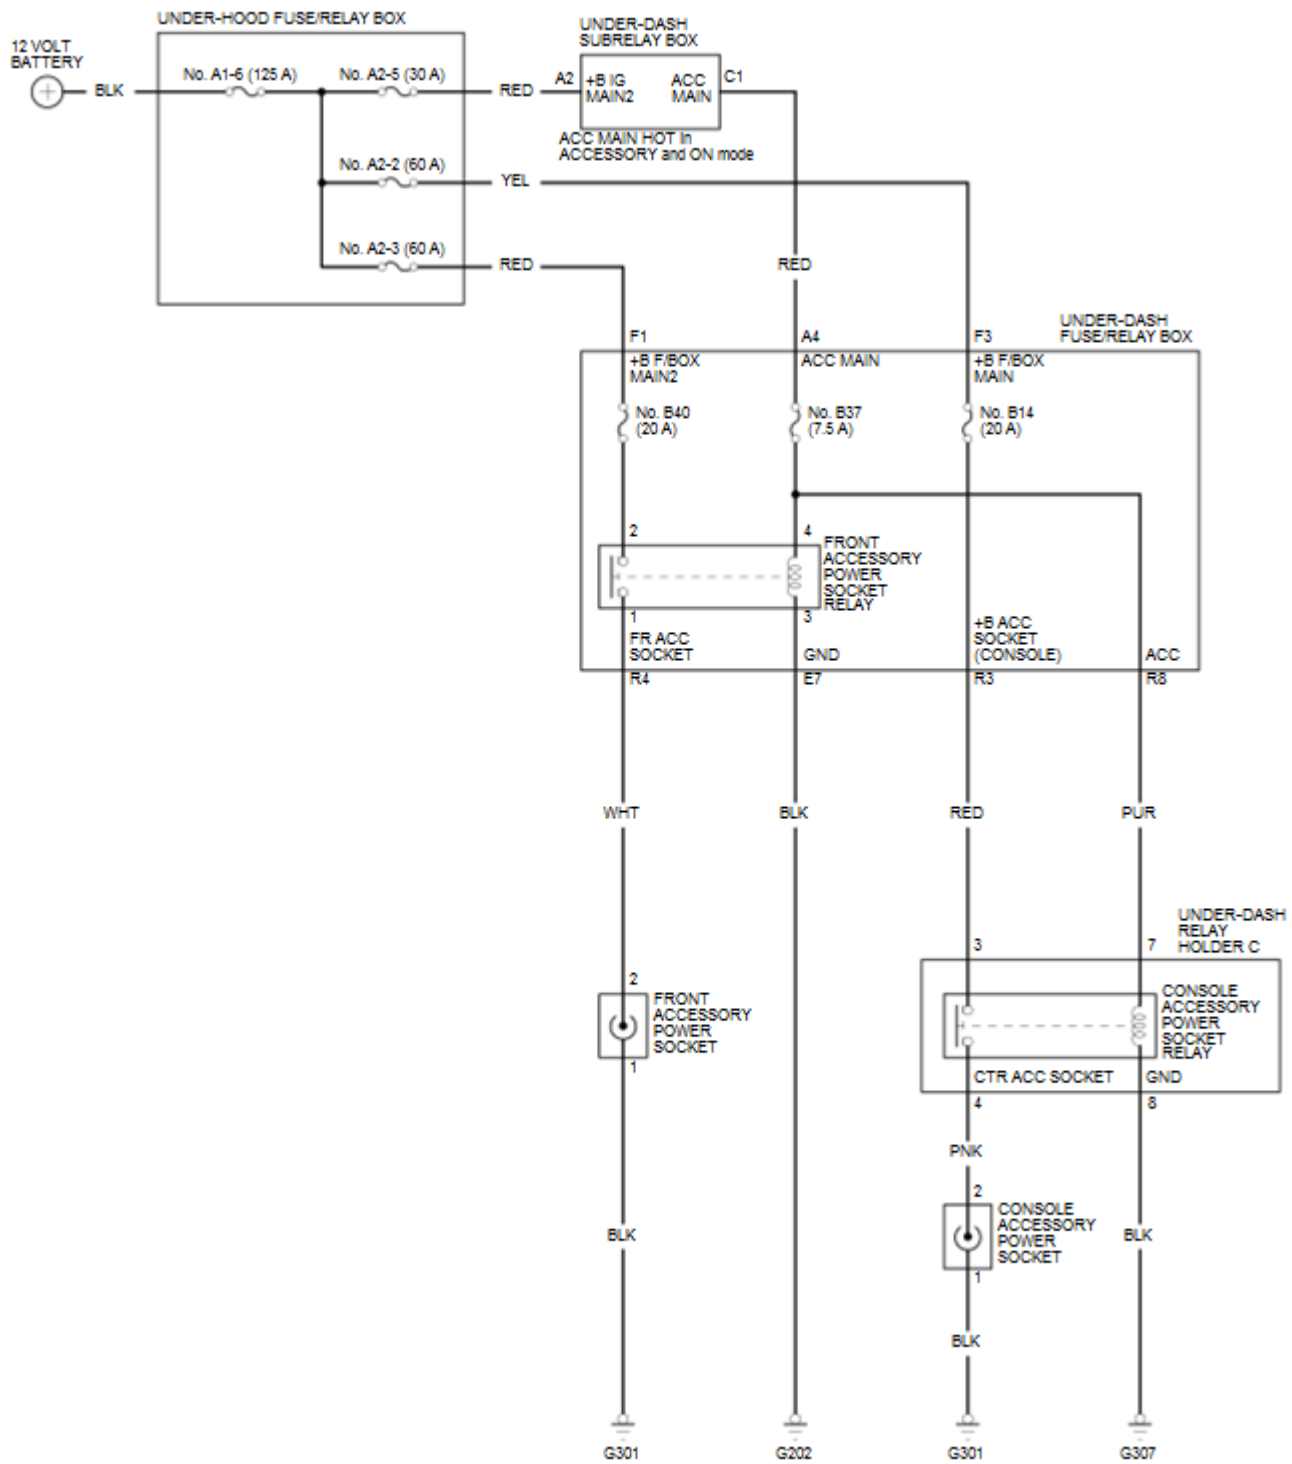 UNDER-HOOD FUSE/RELAY BOX
12 VOLT
BATTERY
BLK
No. A1-6 (125 A)
No. A2-5 (30 A)
RED
UNDER-DASH
SUBRELAY BOX
A2
+B IG
MAIN2
ACC
MAIN
C1
ACC MAIN HOT in
ACCESSORY and ON mode
No. A2-2 (60 A)
YEL
No. A2-3 (60 A)
RED
RED
UNDER-DASH
FUSE/RELAY BOX
F1
A4
F3
+B F/BOX
MAIN2
ACC MAIN
+B F/BOX
MAIN
No. B40
(20 A)
No. B37
(7.5 A)
No. B14
(20 A)
2
4
FRONT
ACCESSORY
POWER
SOCKET
RELAY
1
3
FR ACC
SOCKET
GND
+B ACC
SOCKET
(CONSOLE)
ACC
R4
E7
R3
R8
WHT
BLK
RED
PUR
UNDER-DASH
RELAY
HOLDER C
3
7
2
FRONT
ACCESSORY
POWER
SOCKET
1
CONSOLE
ACCESSORY
POWER
SOCKET
RELAY
CTR ACC SOCKET
GND
4
8
PNK
2
CONSOLE
ACCESSORY
POWER
SOCKET
1
BLK
BLK
BLK
G301
G202
G301
G307